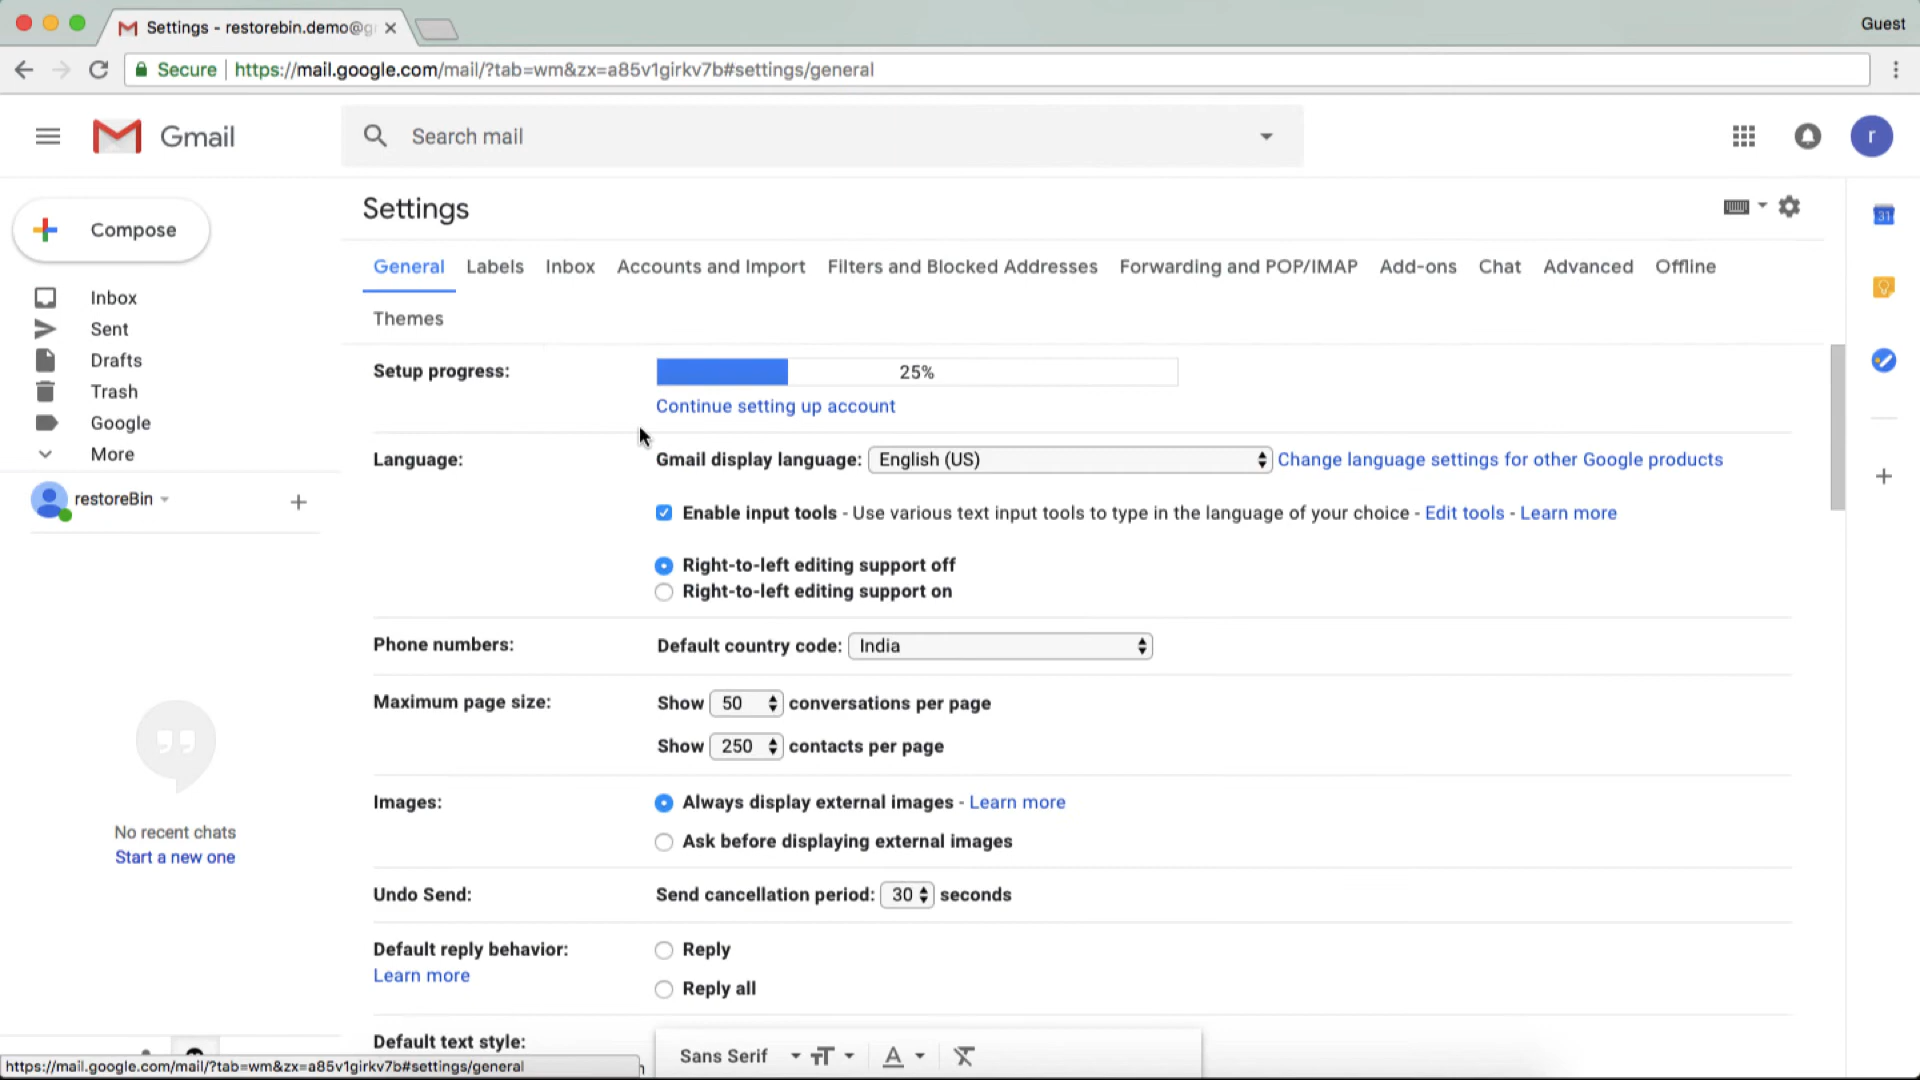 Settings - restorebin.demo@g
Guest
Secure | https://mail.google.com/mail/?tab=wm&zx=a85v1girkv7b#settings/general
Gmail
Search mail
r
Settings
31
Compose
General Labels Inbox Accounts and Import Filters and Blocked Addresses Forwarding and POP/IMAP Add-ons Chat Advanced Offline
Themes
Inbox
Sent
Drafts
Trash
Google
More
restoreBin
No recent chats
Start a new one
Setup progress: 25%
Continue setting up account
Language: Gmail display language: English (US) Change language settings for other Google products
Enable input tools - Use various text input tools to type in the language of your choice - Edit tools - Learn more
Right-to-left editing support off
Right-to-left editing support on
Phone numbers: Default country code: India
Maximum page size: Show 50 conversations per page
Show 250 contacts per page
Images: Always display external images - Learn more
Ask before displaying external images
Undo Send: Send cancellation period: 30 seconds
Default reply behavior: Reply
Learn more
Reply all
Default text style:
Sans Serif
https://mail.google.com/mail/?tab=wm&zx=a85v1girkv7b#settings/general